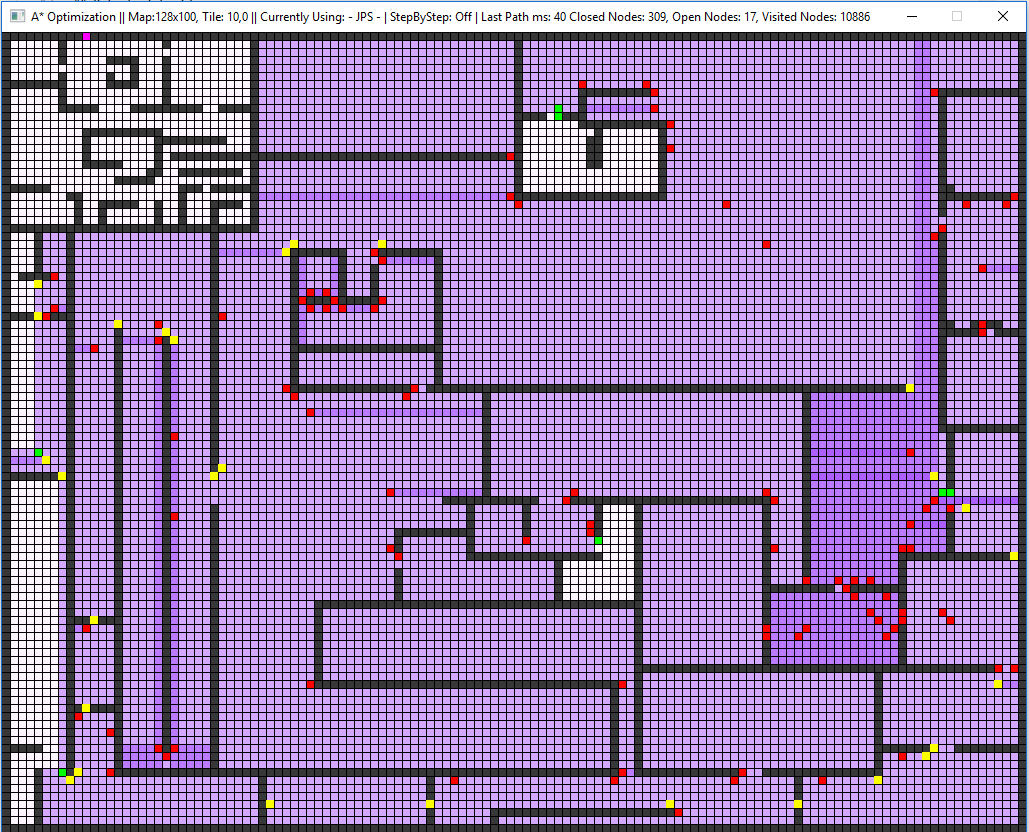 A* Optimization || Map:128x100, Tile: 10,0 || Currently Using: - JPS - | StepByStep: Off | Last Path ms: 40 Closed Nodes: 309, Open Nodes: 17, Visited Nodes: 10886